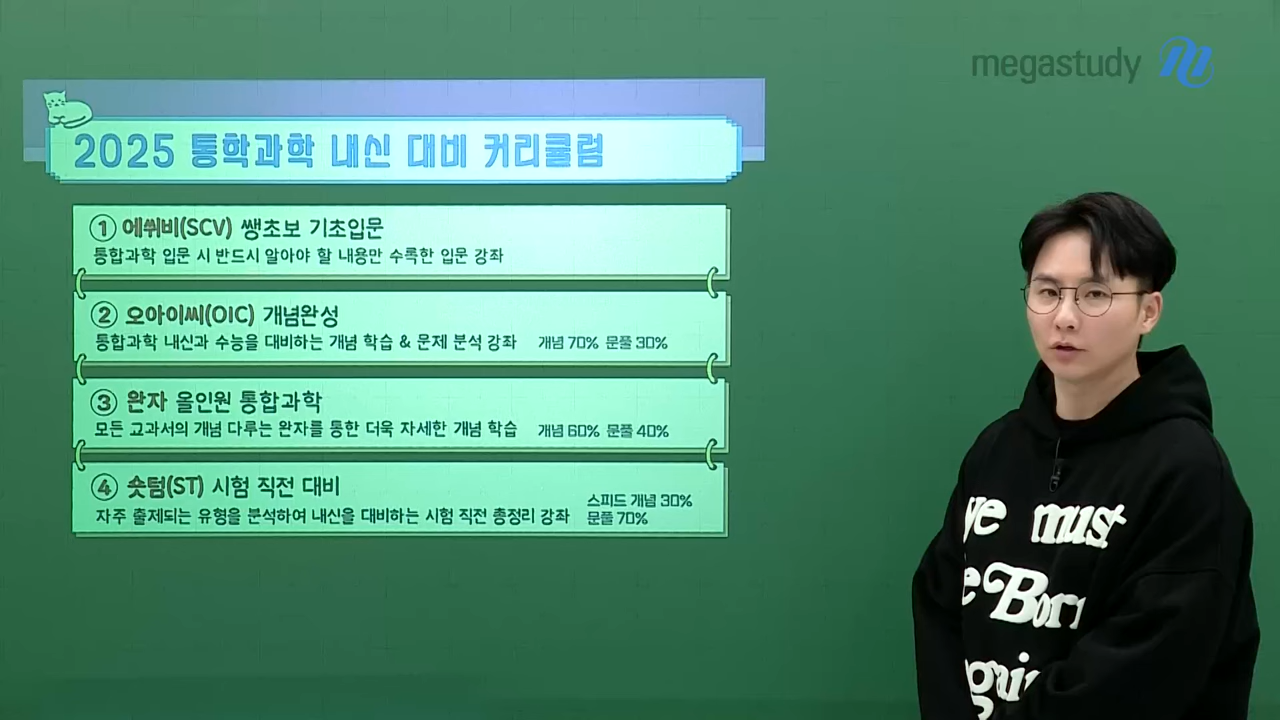 megastudy
2025 통학과학 내신 대비 커리큘럼
① 에쒸비(SCV) 쌩초보 기초입문
통합과학 입문 시 반드시 알아야 할 내용만 수록한 입문 강좌
② 오아이씨(OIC) 개념완성
통합과학 내신과 수능을 대비하는 개념 학습 & 문제 분석 강좌 개념 70% 문풀 30%
③ 완자 올인원 통합과학
모든 교과서의 개념 다루는 완자를 통한 더욱 자세한 개념 학습 개념 60% 문풀 40%
④ 숏텀(ST) 시험 직전 대비
자주 출제되는 유형을 분석하여 내신을 대비하는 시험 직전 총정리 강좌
스피드 개념 30%
문풀 70%
ye must
e Born